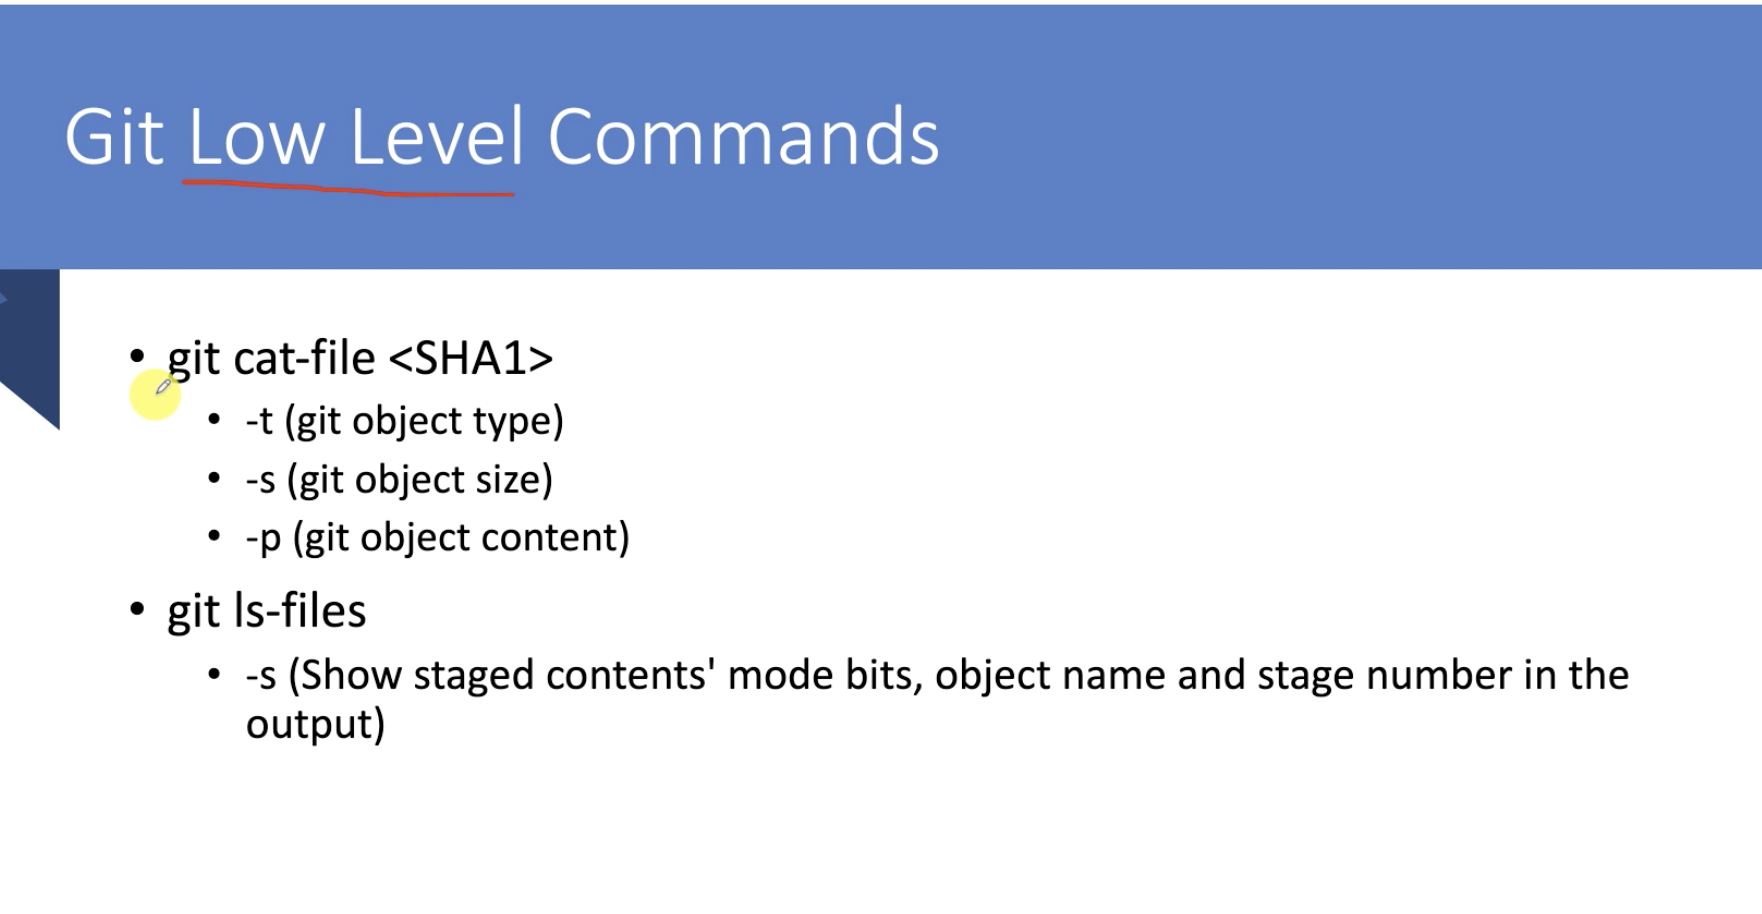 Git Low Level Commands
• git cat-file <SHA1>
• -t (git object type)
• -s (git object size)
• -p (git object content)
• git ls-files
• -s (Show staged contents' mode bits, object name and stage number in the
output)